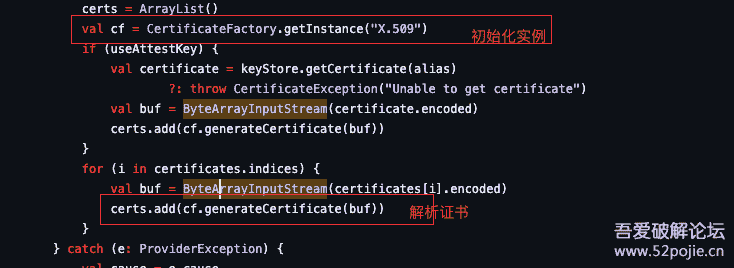 certs = ArrayList()
val cf = CertificateFactory.getInstance("X.509")
初始化实例
if (useAttestKey) {
val certificate = keyStore.getCertificate(alias)
?: throw CertificateException("Unable to get certificate")
val buf = ByteArrayInputStream(certificate.encoded)
certs.add(cf.generateCertificate(buf))
}
for (i in certificates.indices) {
val buf = ByteArrayInputStream(certificates[i].encoded)
certs.add(cf.generateCertificate(buf))
解析证书
}
} catch (e: ProviderException) {
val cause = e.cause
吾爱破解论坛
www.52pojie.cn